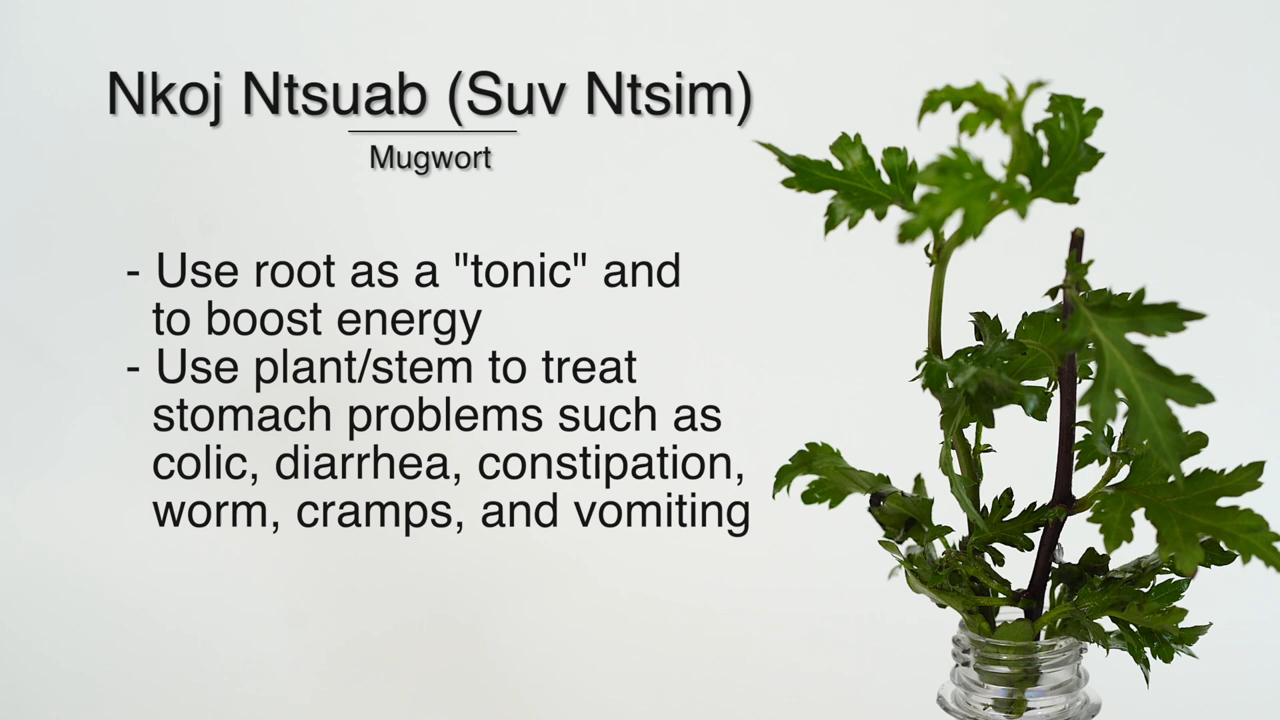 Nkoj Ntsuab (Suv Ntsim)
Mugwort
- Use root as a "tonic" and
to boost energy
- Use plant/stem to treat
stomach problems such as
colic, diarrhea, constipation,
worm, cramps, and vomiting